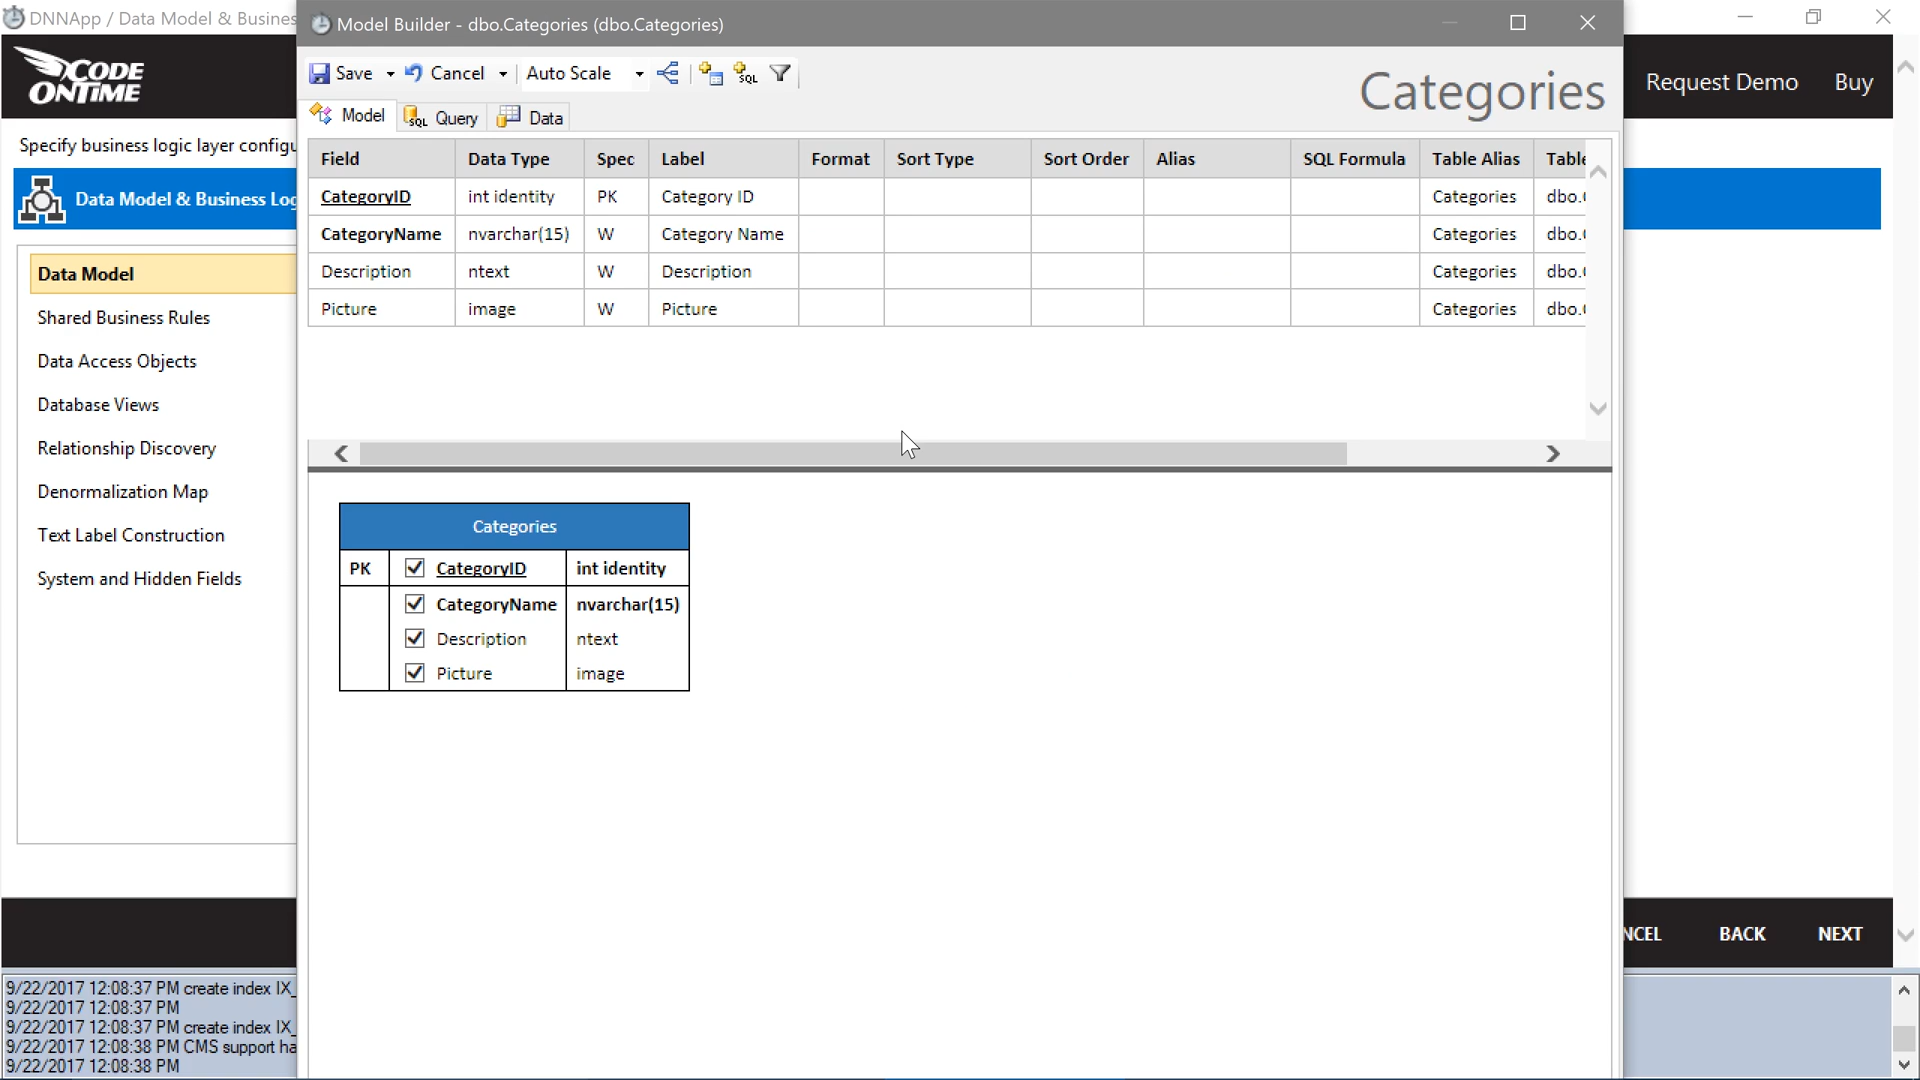 DNNApp / Data Model & Busines
Model Builder - dbo.Categories (dbo.Categories)
CODE
ONTIME
Request Demo Buy
Save Cancel Auto Scale
Categories
Model Query Data
Specify business logic layer configu
Data Model & Business Log
Data Model
Shared Business Rules
Data Access Objects
Database Views
Relationship Discovery
Denormalization Map
Text Label Construction
System and Hidden Fields
Field Data Type Spec Label Format Sort Type Sort Order Alias SQL Formula Table Alias Table
CategoryID int identity PK Category ID Categories dbo.
CategoryName nvarchar(15) W Category Name Categories dbo.
Description ntext W Description Categories dbo.
Picture image W Picture Categories dbo.
Categories
PK CategoryID int identity
CategoryName nvarchar(15)
Description ntext
Picture image
NCEL BACK NEXT
9/22/2017 12:08:37 PM create index IX_
9/22/2017 12:08:37 PM
9/22/2017 12:08:37 PM create index IX_
9/22/2017 12:08:38 PM CMS support ha
9/22/2017 12:08:38 PM